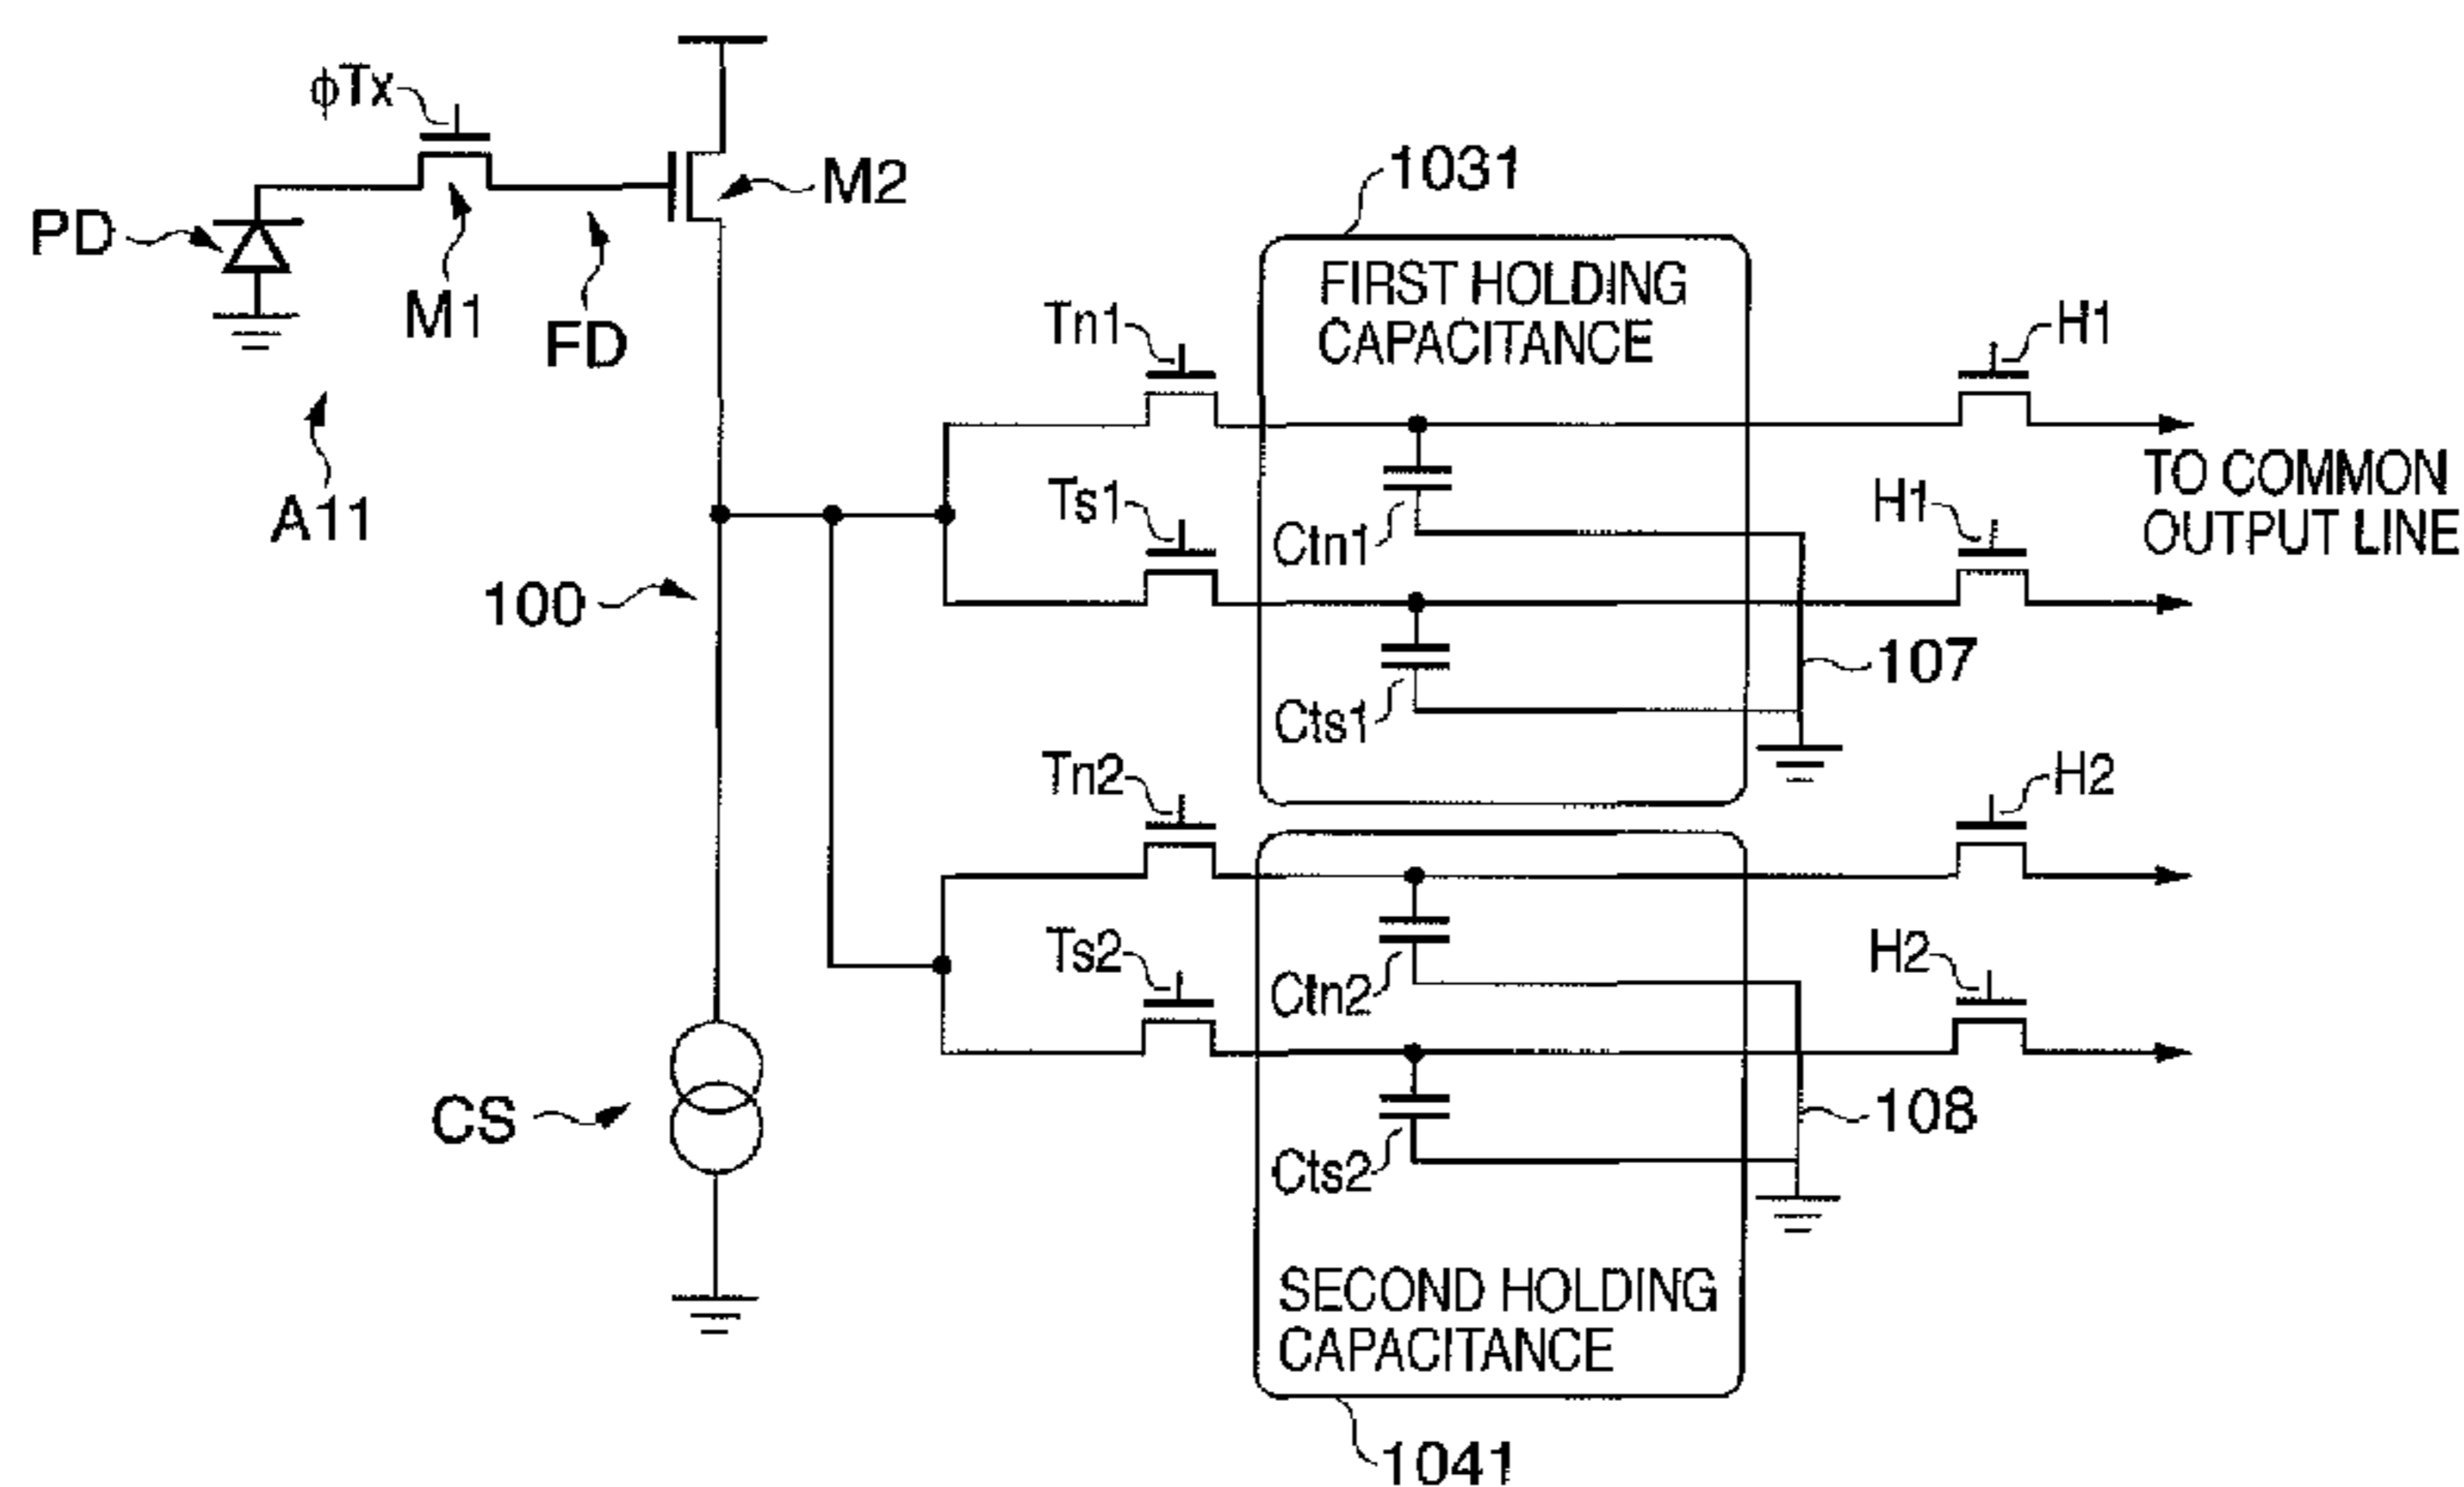 ϕTx
M2
PD
M1
FD
A11
1031
FIRST HOLDING
CAPACITANCE
Tn1
H1
Ts1
Ctn1
H1
TO COMMON
OUTPUT LINE
100
107
Cts1
Tn2
H2
Ts2
Ctn2
H2
CS
108
Cts2
SECOND HOLDING
CAPACITANCE
1041